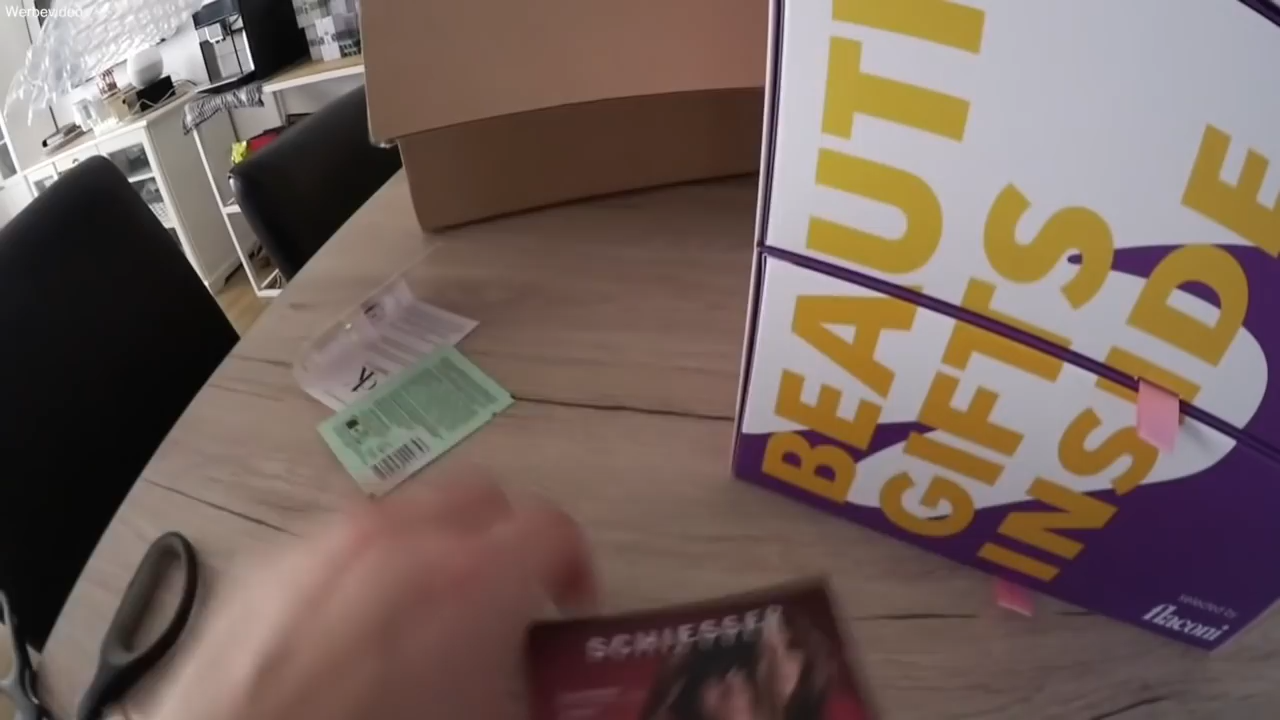 Werbevideo
BEAUTY
GIFTS
INSIDE
selected by
flaconi
SCHIESSER